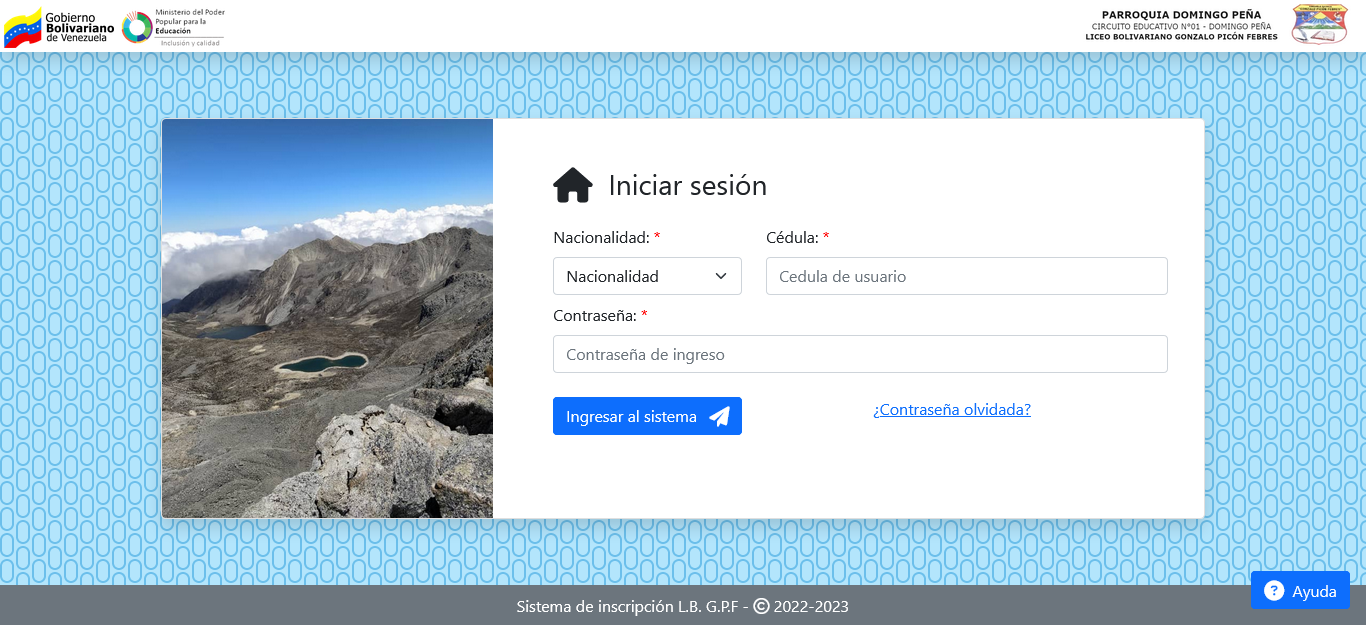 Gobierno
Bolivariano
de Venezuela
Ministerio del Poder
Popular para la
Educación
Inclusión y calidad
PARROQUIA DOMINGO PEÑA
CIRCUITO EDUCATIVO N°01 - DOMINGO PEÑA
LICEO BOLIVARIANO GONZALO PICÓN FEBRES
Iniciar sesión
Nacionalidad: *
Cédula: *
Nacionalidad
Cedula de usuario
Contraseña: *
Contraseña de ingreso
Ingresar al sistema
¿Contraseña olvidada?
Sistema de inscripción L.B. G.P.F - © 2022-2023
? Ayuda